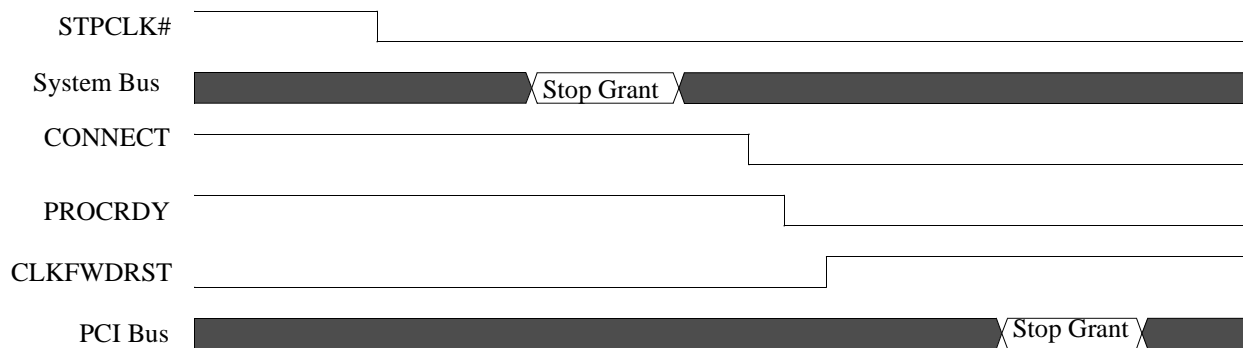 STPCLK#
System Bus
Stop Grant
CONNECT
PROCRDY
CLKFWDRST
PCI Bus
Stop Grant